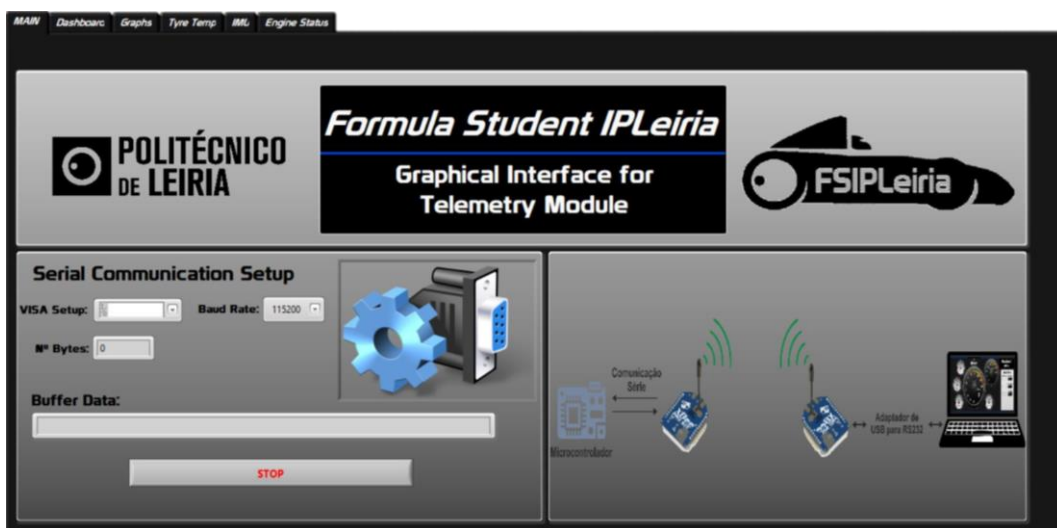 MAIN Dashboard Graphs Tyre Temp IMU Engine Status
POLITÉCNICO
DE LEIRIA
Formula Student IPLeiria
Graphical Interface for
Telemetry Module
FSIPLeiria
Serial Communication Setup
VISA Setup:
Baud Rate: 115200
Nº Bytes: 0
Buffer Data:
STOP
Comunicação
Série
Microcontrolador
Adaptador de
USB para RS232